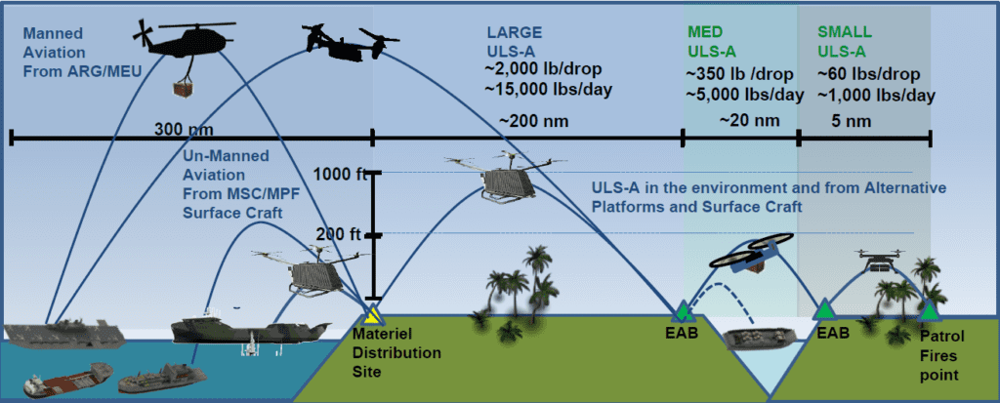 Manned
Aviation
From ARG/MEU
LARGE
ULS-A
~2,000 lb/drop
~15,000 lbs/day
MED
ULS-A
~350 lb /drop
~5,000 lbs/day
SMALL
ULS-A
~60 lbs/drop
~1,000 lbs/day
300 nm
~200 nm
~20 nm
5 nm
Un-Manned
Aviation
From MSC/MPF
Surface Craft
1000 ft
200 ft
ULS-A in the environment and from Alternative
Platforms and Surface Craft
Materiel
Distribution
Site
EAB
EAB
Patrol
Fires
point